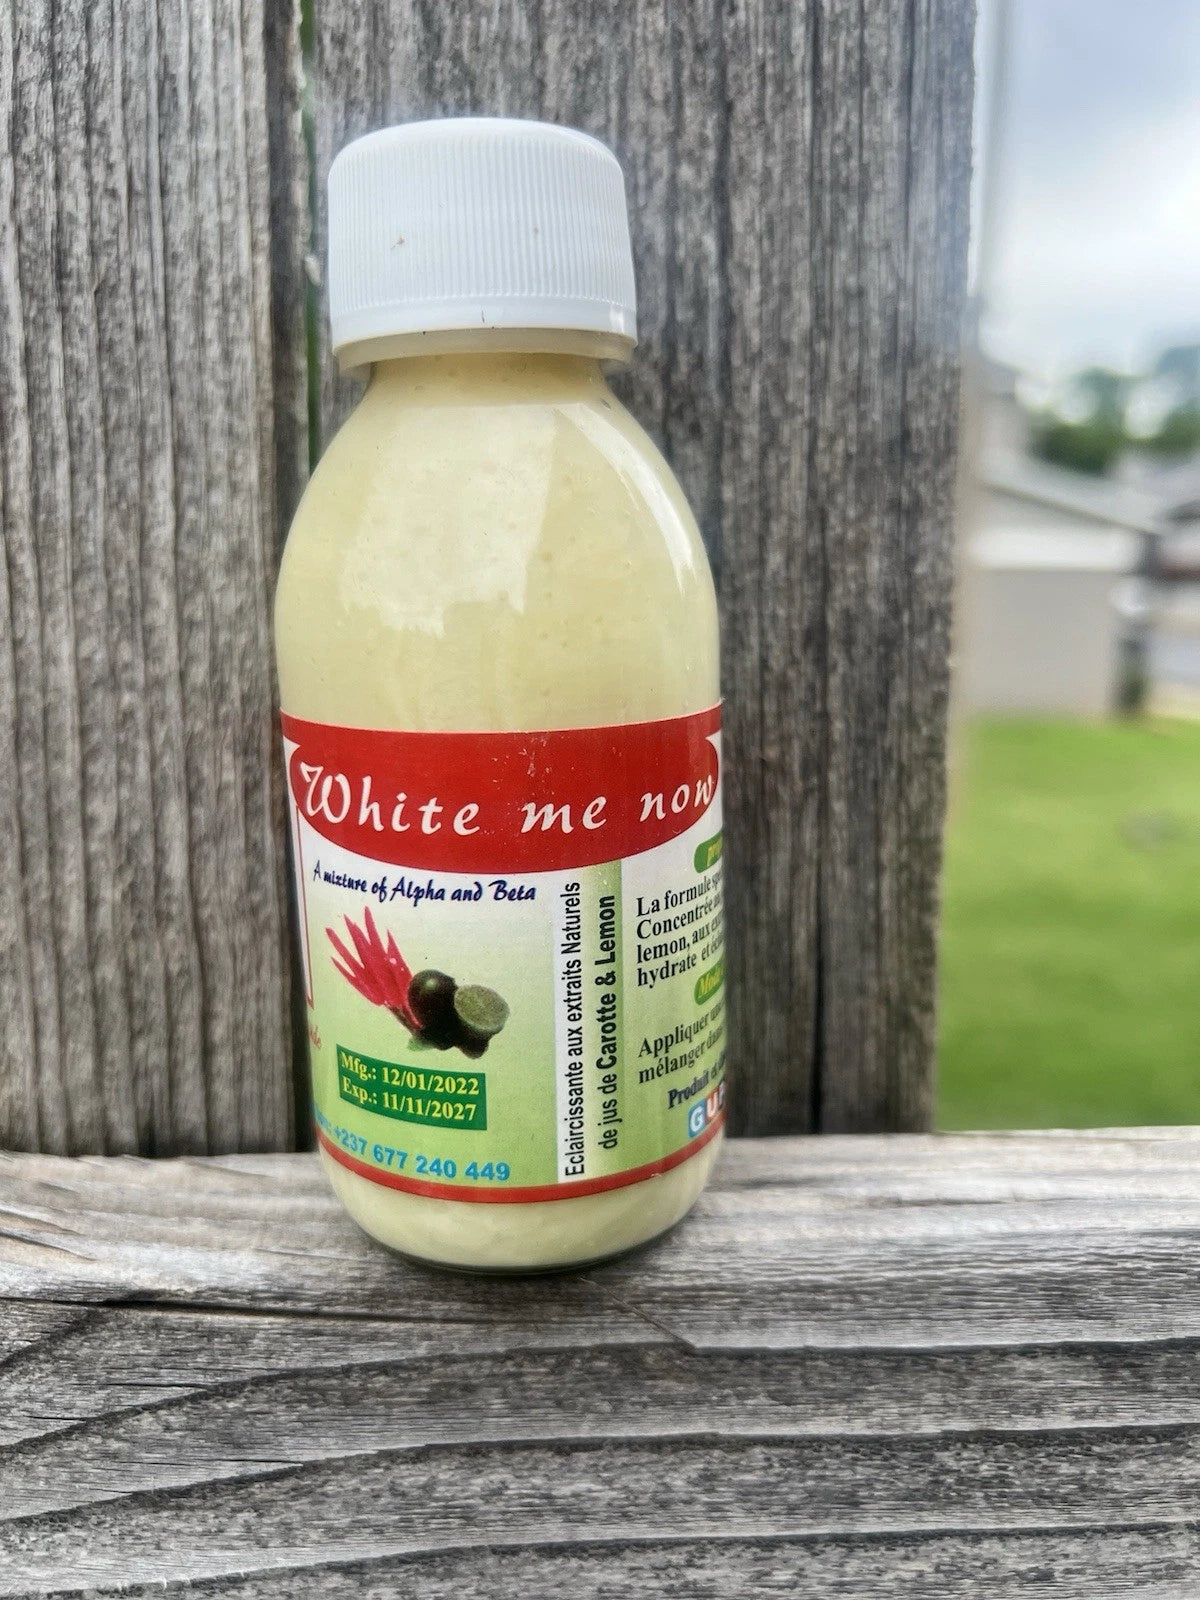 White me now
A mixture of Alpha and Beta
Mfg.: 12/01/2022
Exp.: 11/11/2027
+237 677 240 449
Eclaircissante aux extraits Naturels
de jus de Carotte & Lemon
La formule
Concentrée
lemon, aux
hydrate et
Appliquer
mélanger
Produit